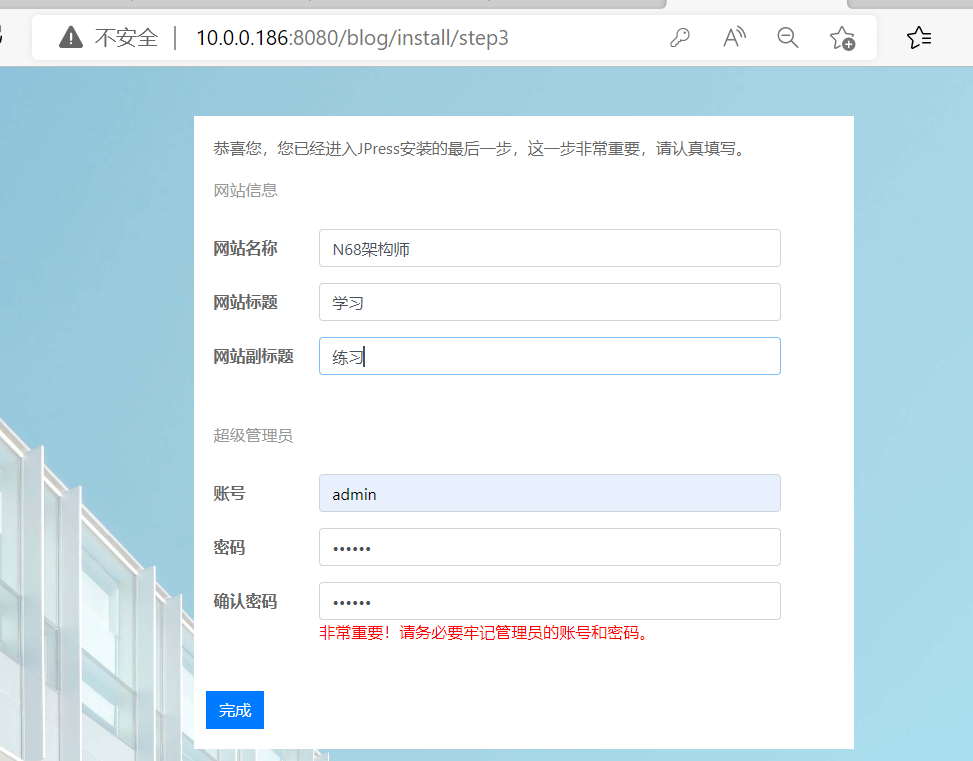 不安全 | 10.0.0.186:8080/blog/install/step3
恭喜您，您已经进入JPress安装的最后一步，这一步非常重要，请认真填写。
网站信息
网站名称 N68架构师
网站标题 学习
网站副标题 练习
超级管理员
账号 admin
密码 ••••••
确认密码 ••••••
非常重要！请务必要牢记管理员的账号和密码。
完成